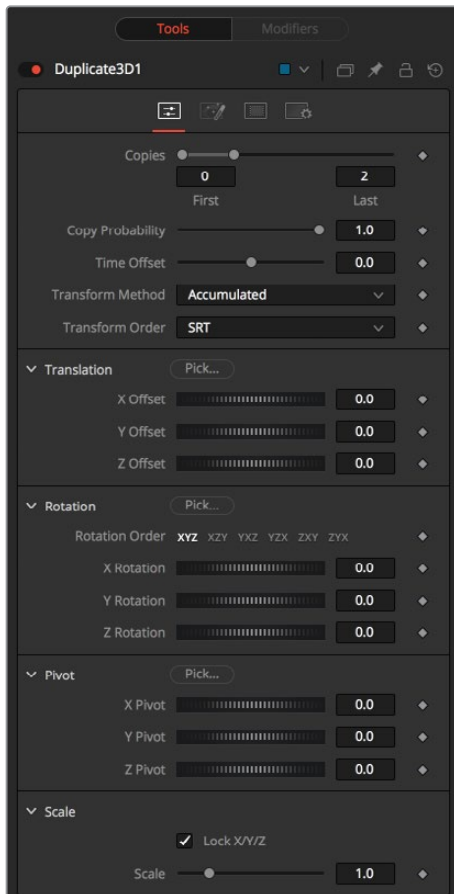 Tools Modifiers
Duplicate3D1
Copies
0 2
First Last
Copy Probability 1.0
Time Offset 0.0
Transform Method Accumulated
Transform Order SRT
Translation Pick...
X Offset 0.0
Y Offset 0.0
Z Offset 0.0
Rotation Pick...
Rotation Order XYZ XZY YXZ YZX ZXY ZYX
X Rotation 0.0
Y Rotation 0.0
Z Rotation 0.0
Pivot Pick...
X Pivot 0.0
Y Pivot 0.0
Z Pivot 0.0
Scale
Lock X/Y/Z
Scale 1.0